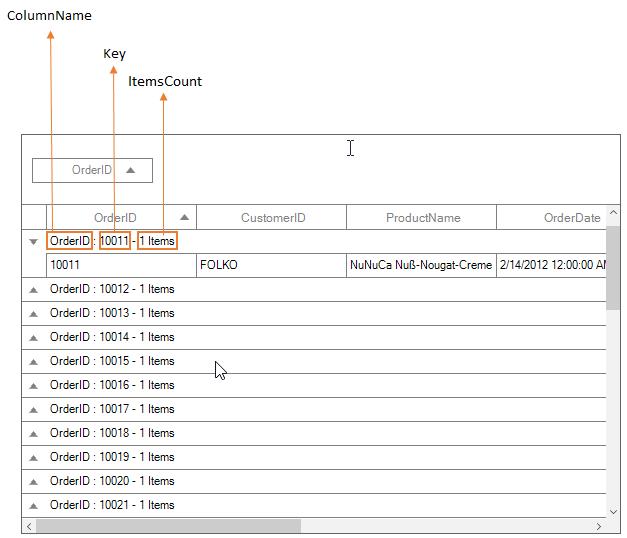 ColumnName
Key
ItemsCount
OrderID
OrderID CustomerID ProductName OrderDate
OrderID : 10011 - 1 Items
10011 FOLKO NuNuCa Nuß-Nougat-Creme 2/14/2012 12:00:00 AM
OrderID : 10012 - 1 Items
OrderID : 10013 - 1 Items
OrderID : 10014 - 1 Items
OrderID : 10015 - 1 Items
OrderID : 10016 - 1 Items
OrderID : 10017 - 1 Items
OrderID : 10018 - 1 Items
OrderID : 10019 - 1 Items
OrderID : 10020 - 1 Items
OrderID : 10021 - 1 Items